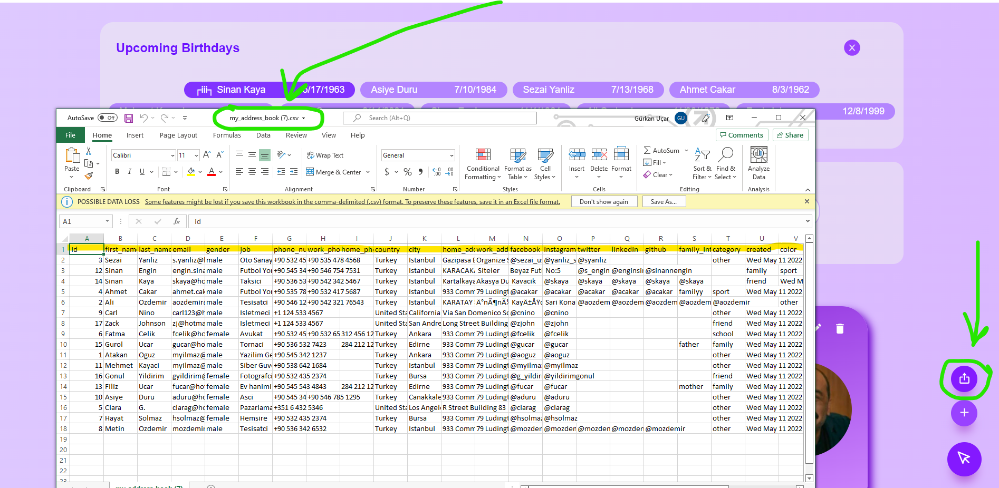 Upcoming Birthdays
X
Sinan Kaya /17/1963 Asiye Duru 7/10/1984 Sezai Yanliz 7/13/1968 Ahmet Cakar 8/3/1962
12/8/1999
AutoSave Off my_address_book (7).csv Search (Alt+Q) Gürkan Uçar GU
File Home Insert Page Layout Formulas Data Review View Help Comments Share
Paste Calibri 11 Wrap Text General Conditional Formatting Format as Table Cell Styles Insert Delete Format AutoSum Fill Clear Sort & Filter Find & Select Analyze Data
B I U Merge & Center $ %
Clipboard Font Alignment Number Styles Cells Editing Analysis
POSSIBLE DATA LOSS Some features might be lost if you save this workbook in the comma-delimited (.csv) format. To preserve these features, save it in an Excel file format. Don't show again Save As...
A1 fx id
A B C D E F G H I J K L M N O P Q R S T U V
1 id first_name last_name email gender job phone_nu work_pho home_ph country city home_add work_add facebook instagram twitter linkedin github family_in category created color
2 3 Sezai Yanliz s.yanliz@ male Oto Sanay +90 532 45 +90 535 478 4568 Turkey Istanbul Gazipasa Organize @sezai_us @yanliz_s @syanliz other Wed May 11 2022
3 12 Sinan Engin engin.sina male Futbol Yor +90 545 34 +90 546 754 7531 Turkey Istanbul KARACAK Siteler Beyaz Fut No:5 @s_engin @enginsin @sinannengin family sport
4 14 Sinan Kaya skaya@ho male Taksici +90 536 53 +90 542 342 5467 Turkey Istanbul Kartalkaya Akasya Du Kavacik @skaya @skaya @skaya @skaya @skaya friend Wed M
5 4 Ahmet Cakar ahmet.cak male Futbol Yor +90 535 78 +90 532 417 5687 Turkey Istanbul 933 Comm 79 Ludingt @acakar @acakar @acakar @acakar @acakar familyy sport Wed May 11 2022
6 2 Ali Ozdemir aozdemir male Tesisatci +90 546 12 +90 542 321 76543 Turkey Istanbul KARATAY Sari Kona @aozdem @aozdem @aozdem @aozdem @aozdemir other
7 9 Carl Nino carl123@h male Isletmeci +1 124 533 4567 United Sta California Via San Domenico Sc @cnino @cnino other Wed May 11 2022
8 17 Zack Johnson zj@hotma male Isletmeci +1 124 533 4567 United Sta San Andre Long Street Building @zjohn @zjohn friend Wed May 11 2022
9 6 Fatma Celik fcelik@ho female Avukat +90 532 45 +90 532 65 312 456 12 Turkey Ankara 933 Comm 79 Ludingt @fcelik @fcelik school Wed May 11 2022
10 15 Gurol Ucar gucar@ho male Tornaci +90 536 532 7423 284 212 12 Turkey Edirne 933 Comm 79 Ludingt @gucar @gucar father family Wed May 11 2022
11 1 Atakan Oguz myilmaz@ male Yazilim Ge +90 545 342 1237 Turkey Ankara 933 Comm 79 Ludingt @aoguz @aoguz other Wed May 11 2022
12 11 Mehmet Kayaci myilmaz@ male Siber Guv +90 538 642 1684 Turkey Istanbul 933 Comm 79 Ludingt @myilmaz @myilmaz other Wed May 11 2022
13 16 Gonul Yildirim gyildirim@ female Fotografci +90 532 435 2374 Turkey Bursa 933 Comm 79 Ludingt @g_yildiri @yildirimgonul friend Wed May 11 2022
14 13 Filiz Ucar fucar@ho female Ev hanimi +90 545 543 4843 284 212 12 Turkey Edirne 933 Comm 79 Ludingt @fucar @fucar mother family Wed May 11 2022
15 10 Asiye Duru aduru@ho female Asci +90 545 34 +90 546 785 1295 Turkey Canakkale 933 Comm 79 Ludingt @aduru @aduru other Wed May 11 2022
16 5 Clara G. clarag@ho female Pazarlama +351 6 432 5346 United Sta Los Angel R Street Building 83 @clarag @clarag other Wed May 11 2022
17 7 Hayat Solmaz hsolmaz@ female Hemsire +90 532 435 2374 Turkey Bursa 933 Comm 79 Ludingt @hsolmaz @hsolmaz other Wed May 11 2022
18 8 Metin Ozdemir mozdemir male Tesisatci +90 536 342 6532 Turkey Istanbul 933 Comm 79 Ludingt @mozden @mozden @mozden @mozden @mozdemir other Wed May 11 2022
19
20
21
22
23
my_address_book (7)